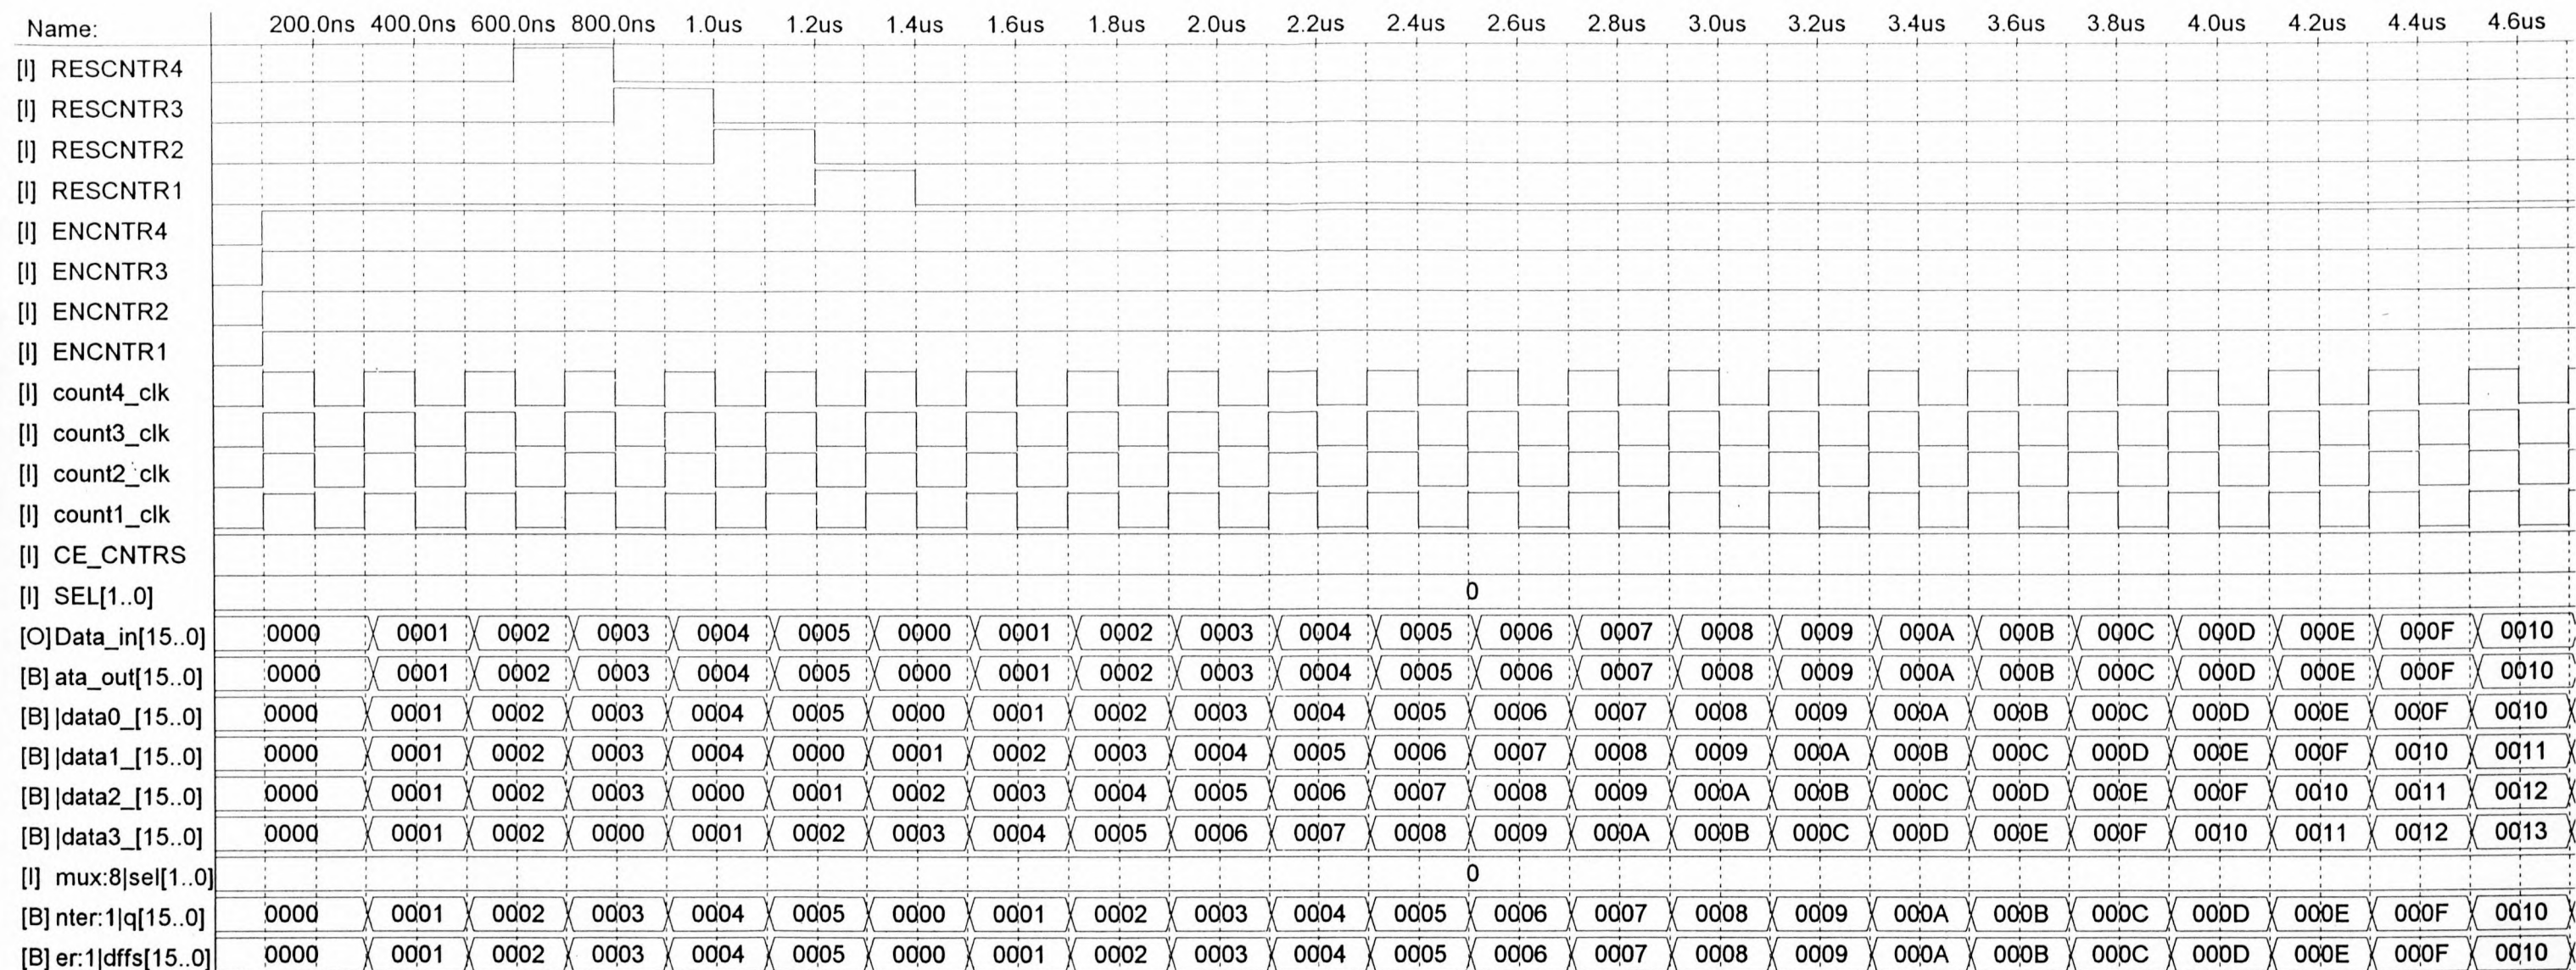 Name: 200.0ns 400.0ns 600.0ns 800.0ns 1.0us 1.2us 1.4us 1.6us 1.8us 2.0us 2.2us 2.4us 2.6us 2.8us 3.0us 3.2us 3.4us 3.6us 3.8us 4.0us 4.2us 4.4us 4.6us
[I] RESCNTR4
[I] RESCNTR3
[I] RESCNTR2
[I] RESCNTR1
[I] ENCNTR4
[I] ENCNTR3
[I] ENCNTR2
[I] ENCNTR1
[I] count4_clk
[I] count3_clk
[I] count2_clk
[I] count1_clk
[I] CE_CNTRS
[I] SEL[1..0] 0
[O] Data_in[15..0] 0000 0001 0002 0003 0004 0005 0000 0001 0002 0003 0004 0005 0006 0007 0008 0009 000A 000B 000C 000D 000E 000F 0010
[B] ata_out[15..0] 0000 0001 0002 0003 0004 0005 0000 0001 0002 0003 0004 0005 0006 0007 0008 0009 000A 000B 000C 000D 000E 000F 0010
[B] |data0_[15..0] 0000 0001 0002 0003 0004 0005 0000 0001 0002 0003 0004 0005 0006 0007 0008 0009 000A 000B 000C 000D 000E 000F 0010
[B] |data1_[15..0] 0000 0001 0002 0003 0004 0000 0001 0002 0003 0004 0005 0006 0007 0008 0009 000A 000B 000C 000D 000E 000F 0010 0011
[B] |data2_[15..0] 0000 0001 0002 0003 0000 0001 0002 0003 0004 0005 0006 0007 0008 0009 000A 000B 000C 000D 000E 000F 0010 0011 0012
[B] |data3_[15..0] 0000 0001 0002 0000 0001 0002 0003 0004 0005 0006 0007 0008 0009 000A 000B 000C 000D 000E 000F 0010 0011 0012 0013
[I] mux:8|sel[1..0] 0
[B] nter:1|q[15..0] 0000 0001 0002 0003 0004 0005 0000 0001 0002 0003 0004 0005 0006 0007 0008 0009 000A 000B 000C 000D 000E 000F 0010
[B] er:1|dffs[15..0] 0000 0001 0002 0003 0004 0005 0000 0001 0002 0003 0004 0005 0006 0007 0008 0009 000A 000B 000C 000D 000E 000F 0010